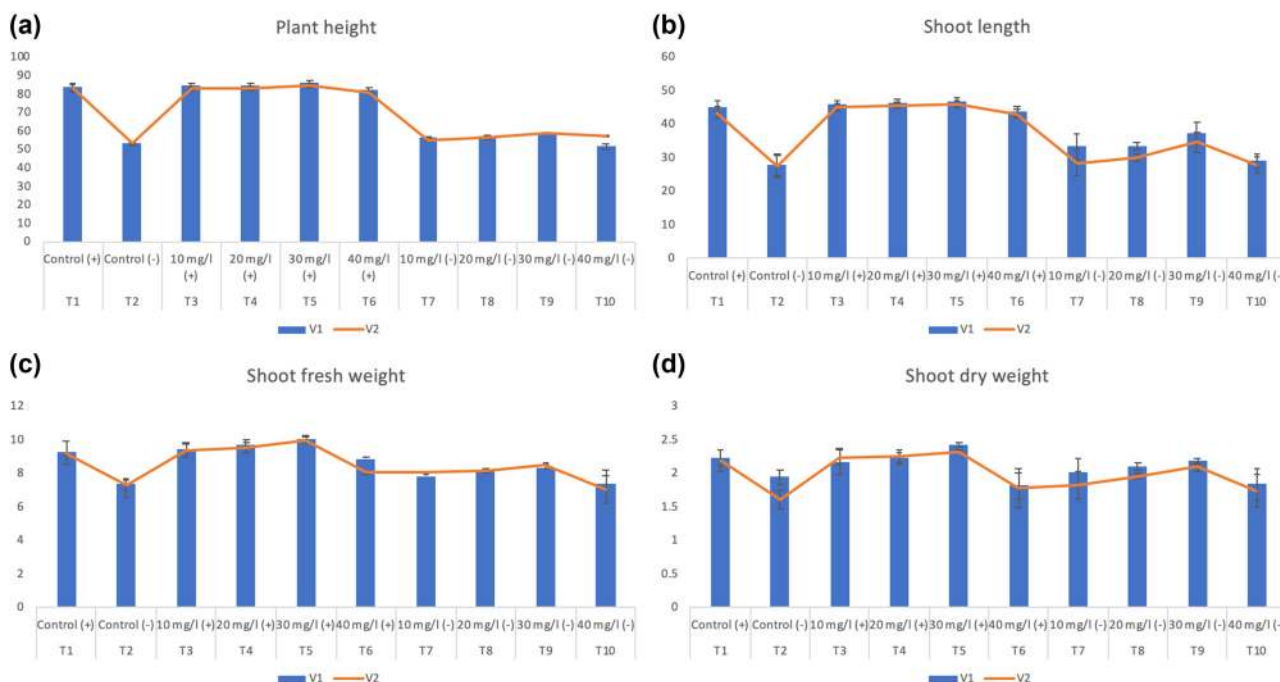 (a)
Plant height
100
90
80
70
60
50
40
30
20
10
0
Control (+) Control (-) 10 mg/l (+) 20 mg/l (+) 30 mg/l (+) 40 mg/l (+) 10 mg/l (-) 20 mg/l (-) 30 mg/l (-) 40 mg/l (-)
T1 T2 T3 T4 T5 T6 T7 T8 T9 T10
V1 V2
(b)
Shoot length
60
50
40
30
20
10
0
Control (+) Control (-) 10 mg/l (+) 20 mg/l (+) 30 mg/l (+) 40 mg/l (+) 10 mg/l (-) 20 mg/l (-) 30 mg/l (-) 40 mg/l (-)
T1 T2 T3 T4 T5 T6 T7 T8 T9 T10
V1 V2
(c)
Shoot fresh weight
12
10
8
6
4
2
0
Control (+) Control (-) 10 mg/l (+) 20 mg/l (+) 30 mg/l (+) 40 mg/l (+) 10 mg/l (-) 20 mg/l (-) 30 mg/l (-) 40 mg/l (-)
T1 T2 T3 T4 T5 T6 T7 T8 T9 T10
V1 V2
(d)
Shoot dry weight
3
2.5
2
1.5
1
0.5
0
Control (+) Control (-) 10 mg/l (+) 20 mg/l (+) 30 mg/l (+) 40 mg/l (+) 10 mg/l (-) 20 mg/l (-) 30 mg/l (-) 40 mg/l (-)
T1 T2 T3 T4 T5 T6 T7 T8 T9 T10
V1 V2